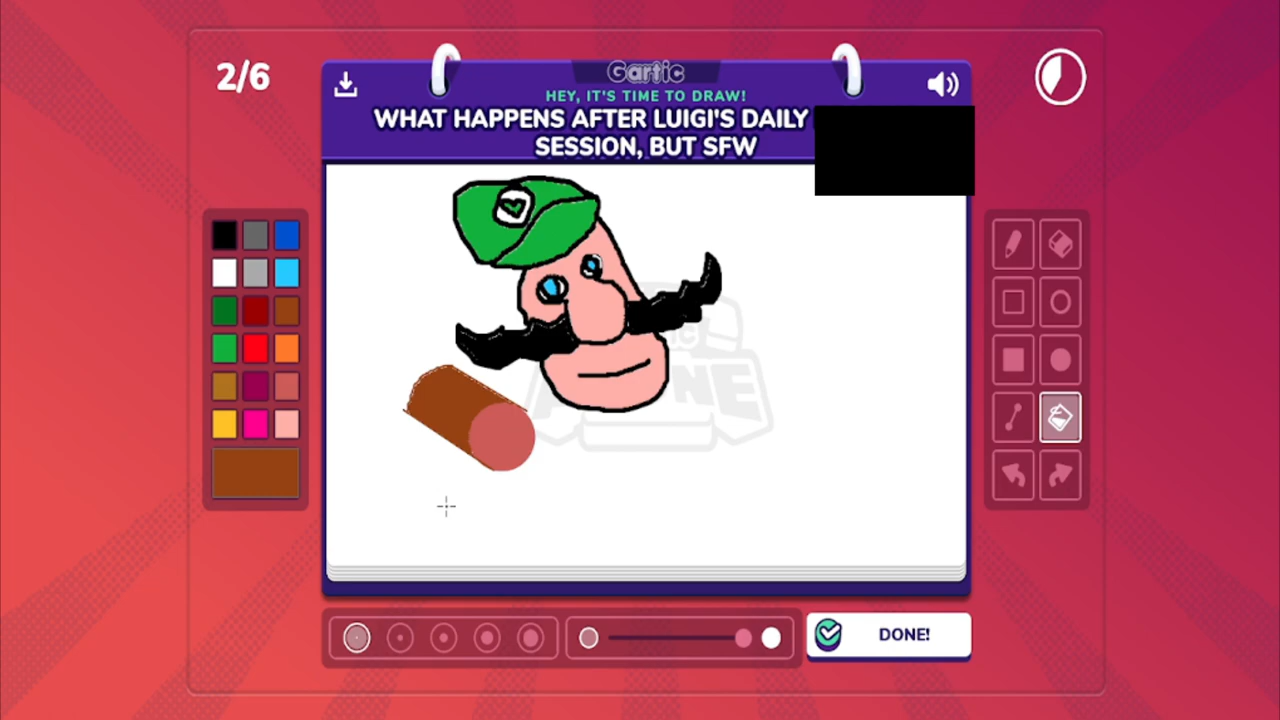 2/6
Gartic
HEY, IT'S TIME TO DRAW!
WHAT HAPPENS AFTER LUIGI'S DAILY
SESSION, BUT SFW
DONE!